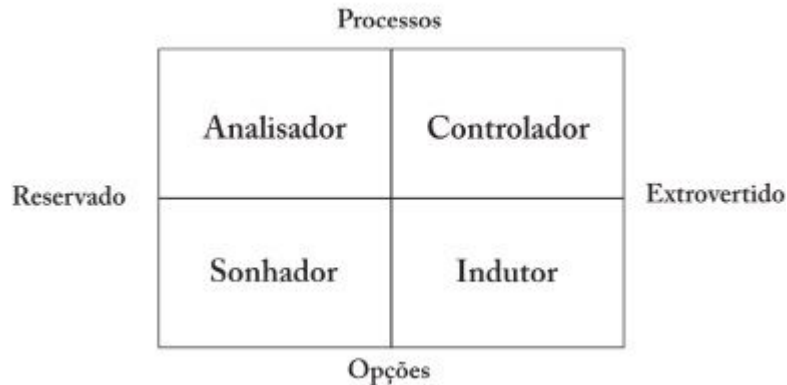 Processos
Analisador Controlador
Reservado Extrovertido
Sonhador Indutor
Opções